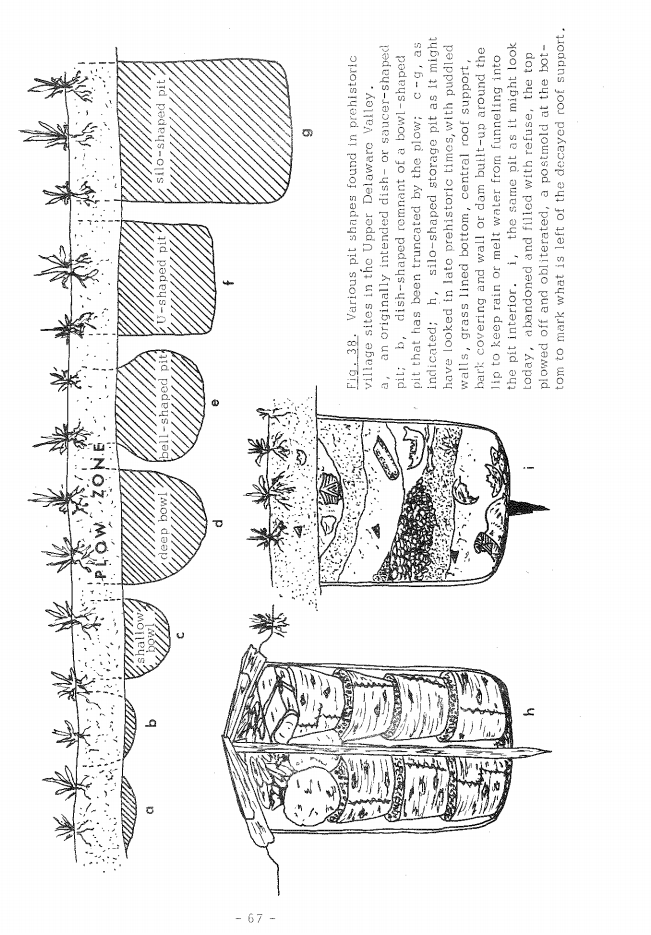 PLOW ZONE
shallow
bowl
deep bowl
bell-shaped pit
U-shaped pit
silo-shaped pit
a
b
c
d
e
f
g
h
i
Fig. 38. Various pit shapes found in prehistoric
village sites in the Upper Delaware Valley.
a, an originally intended dish- or saucer-shaped
pit; b, dish-shaped remnant of a bowl-shaped
pit that has been truncated by the plow; c-g, as
indicated; h, silo-shaped storage pit as it might
have looked in late prehistoric times, with puddled
walls, grass lined bottom, central roof support,
bark covering and wall or dam built-up around the
lip to keep rain or melt water from funneling into
the pit interior. i, the same pit as it might look
today, abandoned and filled with refuse, the top
plowed off and obliterated, a postmold at the bot-
tom to mark what is left of the decayed roof support.
- 67 -